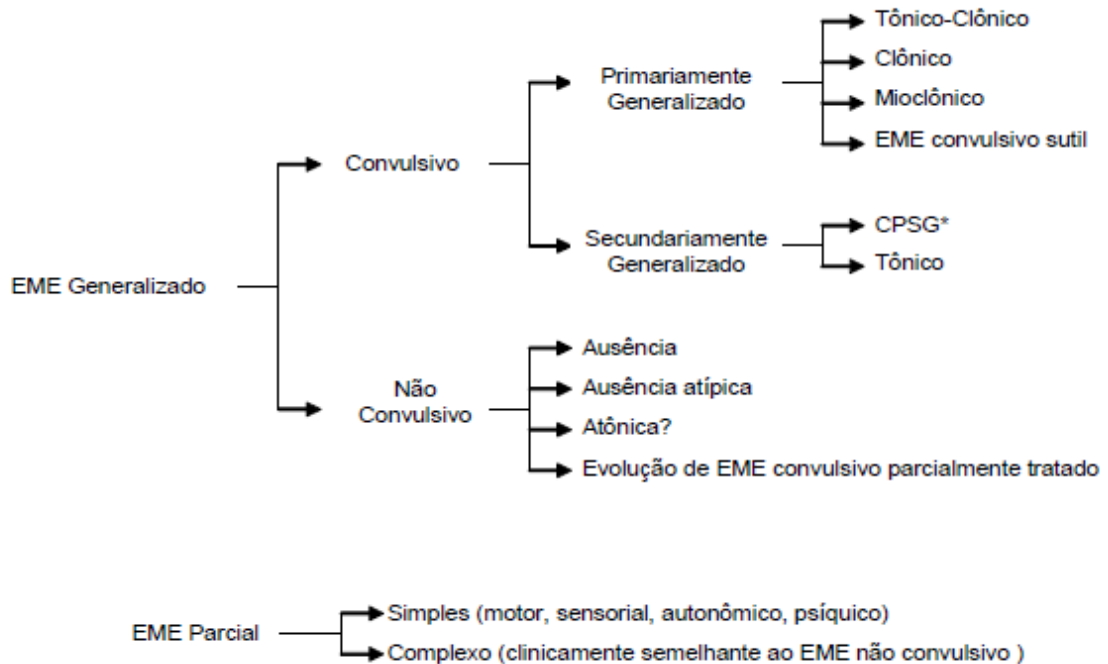 Tônico-Clônico
Clônico
Primariamente
Generalizado
Mioclônico
EME convulsivo sutil
Convulsivo
CPSG*
Secundariamente
Generalizado
Tônico
EME Generalizado
Ausência
Não
Convulsivo
Ausência atípica
Atônica?
Evolução de EME convulsivo parcialmente tratado
Simples (motor, sensorial, autonômico, psíquico)
EME Parcial
Complexo (clinicamente semelhante ao EME não convulsivo )